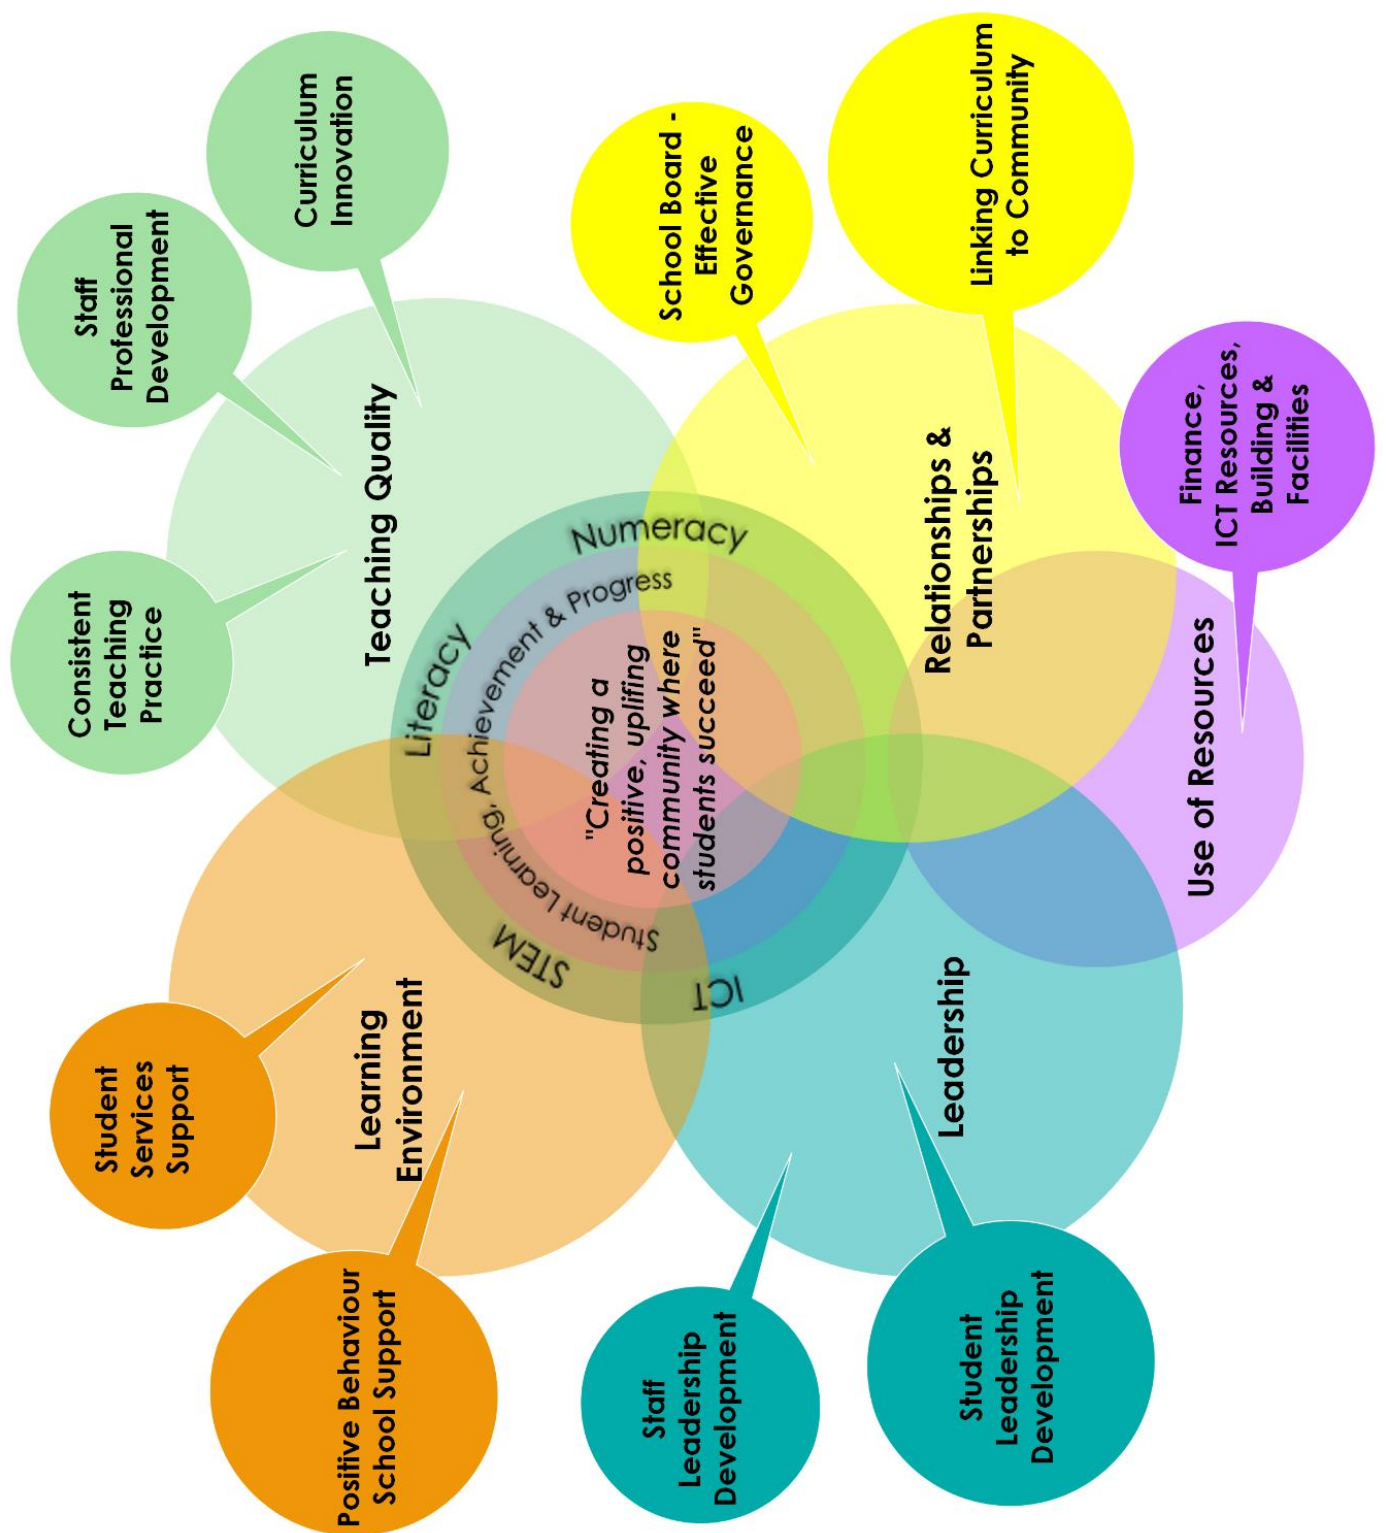 Consistent
Teaching
Practice
Staff
Professional
Development
Curriculum
Innovation
Student
Services
Support
Positive Behaviour
School Support
Teaching Quality
Learning
Environment
School Board -
Effective
Governance
Linking Curriculum
to Community
Literacy
Numeracy
STEM
ICT
Student Learning, Achievement & Progress
"Creating a
positive, uplifing
community where
students succeed"
Relationships &
Partnerships
Leadership
Staff
Leadership
Development
Student
Leadership
Development
Use of Resources
Finance,
ICT Resources,
Building &
Facilities